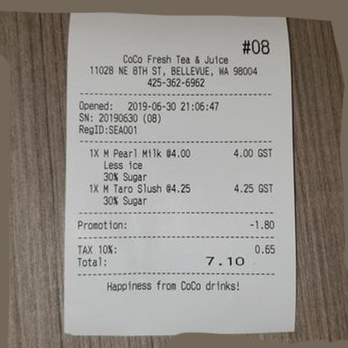 #08
CoCo Fresh Tea & Juice
11028 NE 8TH ST, BELLEVUE, WA 98004
425-362-6962
Opened: 2019-06-30 21:06:47
SN: 20190630 (08)
RegID:SEA001
1X M Pearl Milk @4.00 4.00 GST
Less ice
30% Sugar
1X M Taro Slush @4.25 4.25 GST
30% Sugar
Promotion: -1.80
TAX 10%: 0.65
Total: 7.10
Happiness from CoCo drinks!